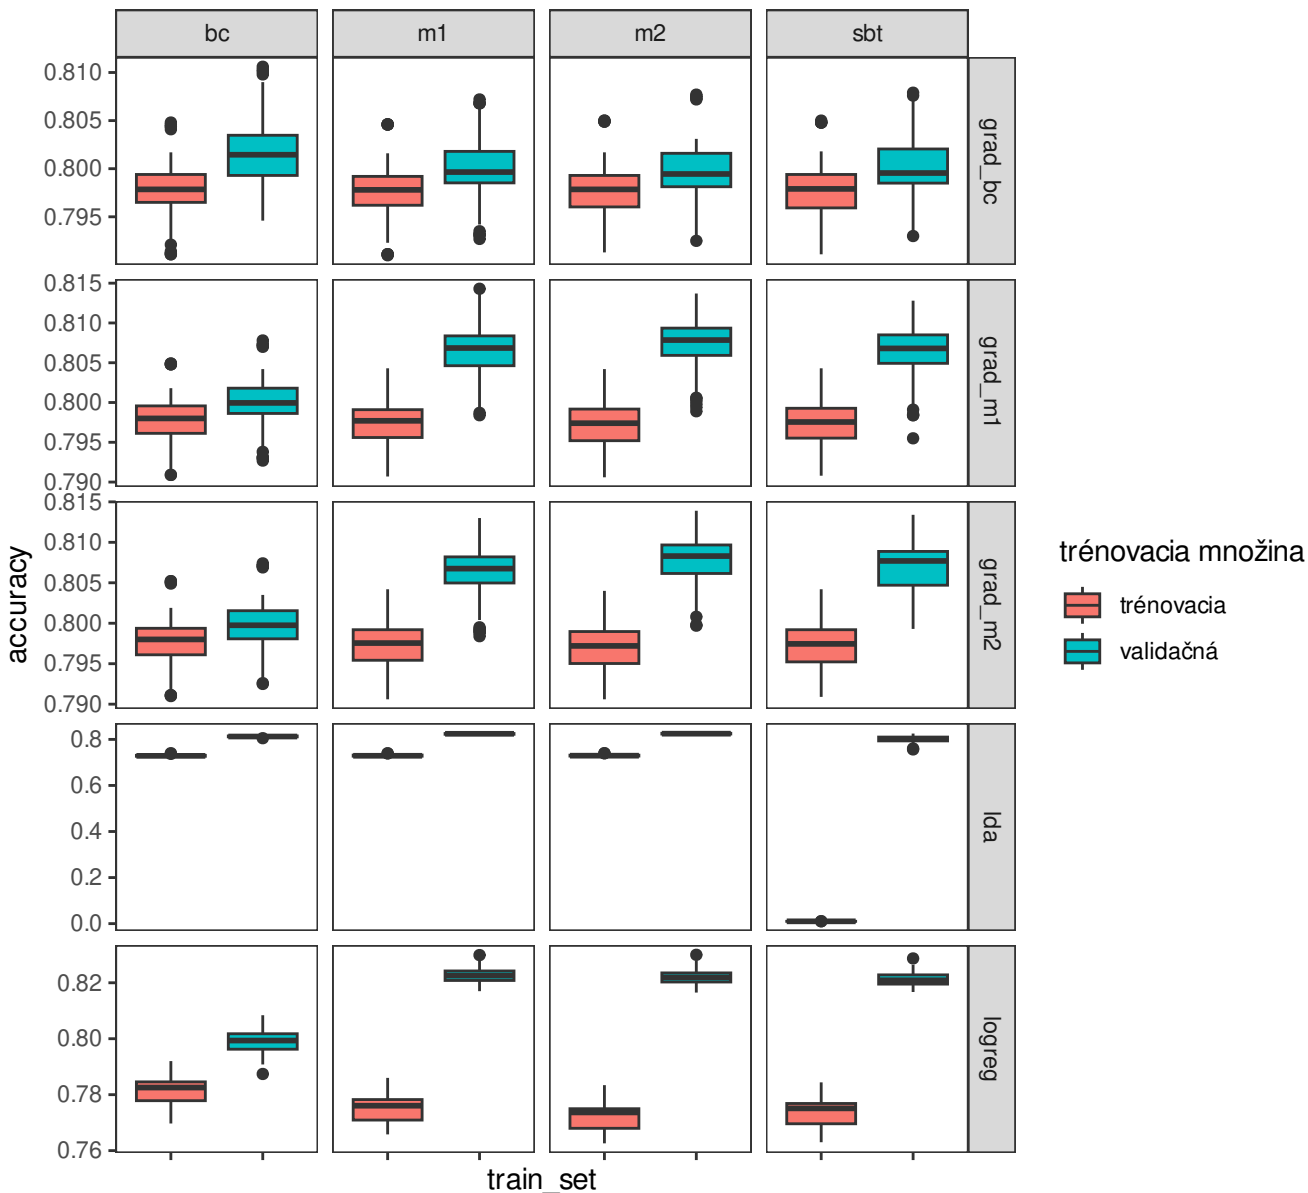 bc m1 m2 sbt
0.810
0.805
0.800
0.795
grad_bc
0.815
0.810
0.805
0.800
0.795
0.790
grad_m1
0.815
0.810
0.805
0.800
0.795
0.790
grad_m2
0.8
0.6
0.4
0.2
0.0
lda
0.82
0.80
0.78
0.76
logreg
accuracy
train_set
trénovacia množina
trénovacia
validačná